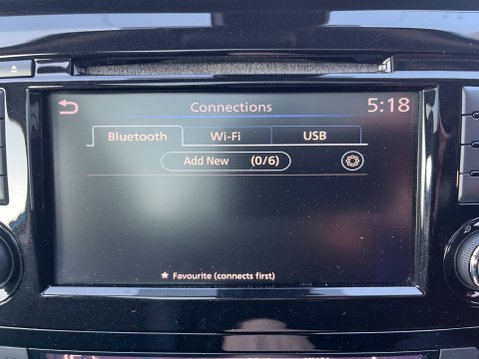 Connections 5:18
Bluetooth Wi-Fi USB
Add New (0/6)
★ Favourite (connects first)